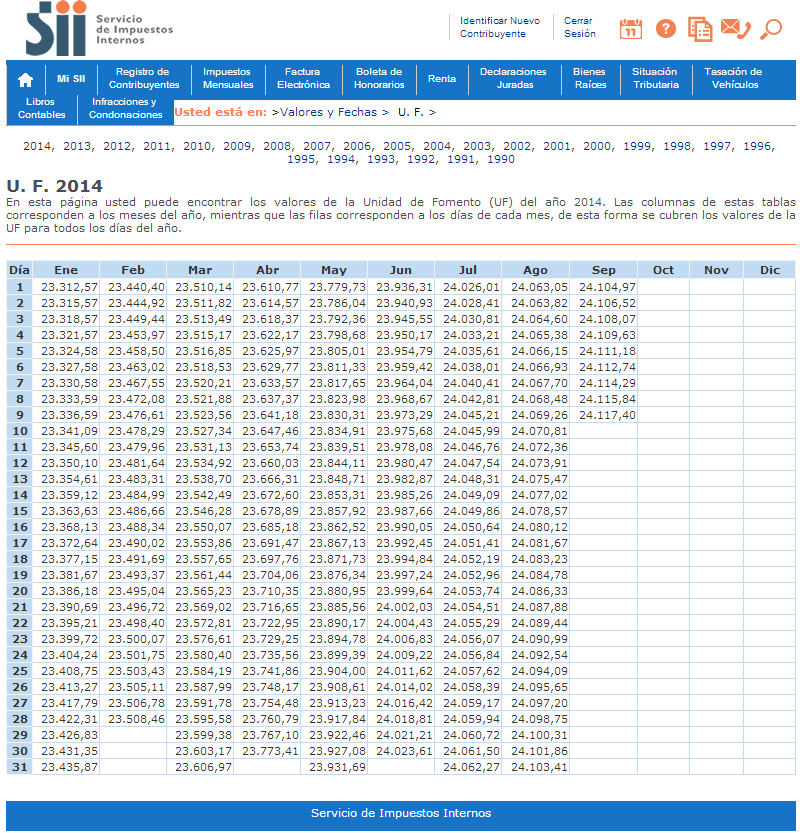 sii Servicio
de Impuestos
Internos
Identificar Nuevo
Contribuyente
Cerrar
Sesión
11
?
Mi SII
Registro de
Contribuyentes
Impuestos
Mensuales
Factura
Electrónica
Boleta de
Honorarios
Renta
Declaraciones
Juradas
Bienes
Raíces
Situación
Tributaria
Tasación de
Vehículos
Libros
Contables
Infracciones y
Condonaciones
Usted está en: >Valores y Fechas > U. F. >
2014, 2013, 2012, 2011, 2010, 2009, 2008, 2007, 2006, 2005, 2004, 2003, 2002, 2001, 2000, 1999, 1998, 1997, 1996,
1995, 1994, 1993, 1992, 1991, 1990
U. F. 2014
En esta página usted puede encontrar los valores de la Unidad de Fomento (UF) del año 2014. Las columnas de estas tablas
corresponden a los meses del año, mientras que las filas corresponden a los días de cada mes, de esta forma se cubren los valores de la
UF para todos los días del año.
Día Ene Feb Mar Abr May Jun Jul Ago Sep Oct Nov Dic
1 23.312,57 23.440,40 23.510,14 23.610,77 23.779,73 23.936,31 24.026,01 24.063,05 24.104,97
2 23.315,57 23.444,92 23.511,82 23.614,57 23.786,04 23.940,93 24.028,41 24.063,82 24.106,52
3 23.318,57 23.449,44 23.513,49 23.618,37 23.792,36 23.945,55 24.030,81 24.064,60 24.108,07
4 23.321,57 23.453,97 23.515,17 23.622,17 23.798,68 23.950,17 24.033,21 24.065,38 24.109,63
5 23.324,58 23.458,50 23.516,85 23.625,97 23.805,01 23.954,79 24.035,61 24.066,15 24.111,18
6 23.327,58 23.463,02 23.518,53 23.629,77 23.811,33 23.959,42 24.038,01 24.066,93 24.112,74
7 23.330,58 23.467,55 23.520,21 23.633,57 23.817,65 23.964,04 24.040,41 24.067,70 24.114,29
8 23.333,59 23.472,08 23.521,88 23.637,37 23.823,98 23.968,67 24.042,81 24.068,48 24.115,84
9 23.336,59 23.476,61 23.523,56 23.641,18 23.830,31 23.973,29 24.045,21 24.069,26 24.117,40
10 23.341,09 23.478,29 23.527,34 23.647,46 23.834,91 23.975,68 24.045,99 24.070,81
11 23.345,60 23.479,96 23.531,13 23.653,74 23.839,51 23.978,08 24.046,76 24.072,36
12 23.350,10 23.481,64 23.534,92 23.660,03 23.844,11 23.980,47 24.047,54 24.073,91
13 23.354,61 23.483,31 23.538,70 23.666,31 23.848,71 23.982,87 24.048,31 24.075,47
14 23.359,12 23.484,99 23.542,49 23.672,60 23.853,31 23.985,26 24.049,09 24.077,02
15 23.363,63 23.486,66 23.546,28 23.678,89 23.857,92 23.987,66 24.049,86 24.078,57
16 23.368,13 23.488,34 23.550,07 23.685,18 23.862,52 23.990,05 24.050,64 24.080,12
17 23.372,64 23.490,02 23.553,86 23.691,47 23.867,13 23.992,45 24.051,41 24.081,67
18 23.377,15 23.491,69 23.557,65 23.697,76 23.871,73 23.994,84 24.052,19 24.083,23
19 23.381,67 23.493,37 23.561,44 23.704,06 23.876,34 23.997,24 24.052,96 24.084,78
20 23.386,18 23.495,04 23.565,23 23.710,35 23.880,95 23.999,64 24.053,74 24.086,33
21 23.390,69 23.496,72 23.569,02 23.716,65 23.885,56 24.002,03 24.054,51 24.087,88
22 23.395,21 23.498,40 23.572,81 23.722,95 23.890,17 24.004,43 24.055,29 24.089,44
23 23.399,72 23.500,07 23.576,61 23.729,25 23.894,78 24.006,83 24.056,07 24.090,99
24 23.404,24 23.501,75 23.580,40 23.735,56 23.899,39 24.009,22 24.056,84 24.092,54
25 23.408,75 23.503,43 23.584,19 23.741,86 23.904,00 24.011,62 24.057,62 24.094,09
26 23.413,27 23.505,11 23.587,99 23.748,17 23.908,61 24.014,02 24.058,39 24.095,65
27 23.417,79 23.506,78 23.591,78 23.754,48 23.913,23 24.016,42 24.059,17 24.097,20
28 23.422,31 23.508,46 23.595,58 23.760,79 23.917,84 24.018,81 24.059,94 24.098,75
29 23.426,83 23.599,38 23.767,10 23.922,46 24.021,21 24.060,72 24.100,31
30 23.431,35 23.603,17 23.773,41 23.927,08 24.023,61 24.061,50 24.101,86
31 23.435,87 23.606,97 23.931,69 24.062,27 24.103,41
Servicio de Impuestos Internos